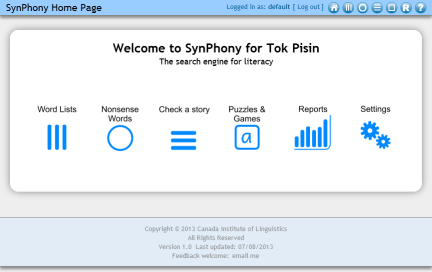 SynPhony Home Page
Logged in as: default [ Log out ]
R ?
Welcome to SynPhony for Tok Pisin
The search engine for literacy
Word Lists
Nonsense Words
Check a story
Puzzles & Games
a
Reports
Settings
Copyright © 2013 Canada Institute of Linguistics
All Rights Reserved
Version 1.0 Last updated: 07/08/2013
Feedback welcome: email me